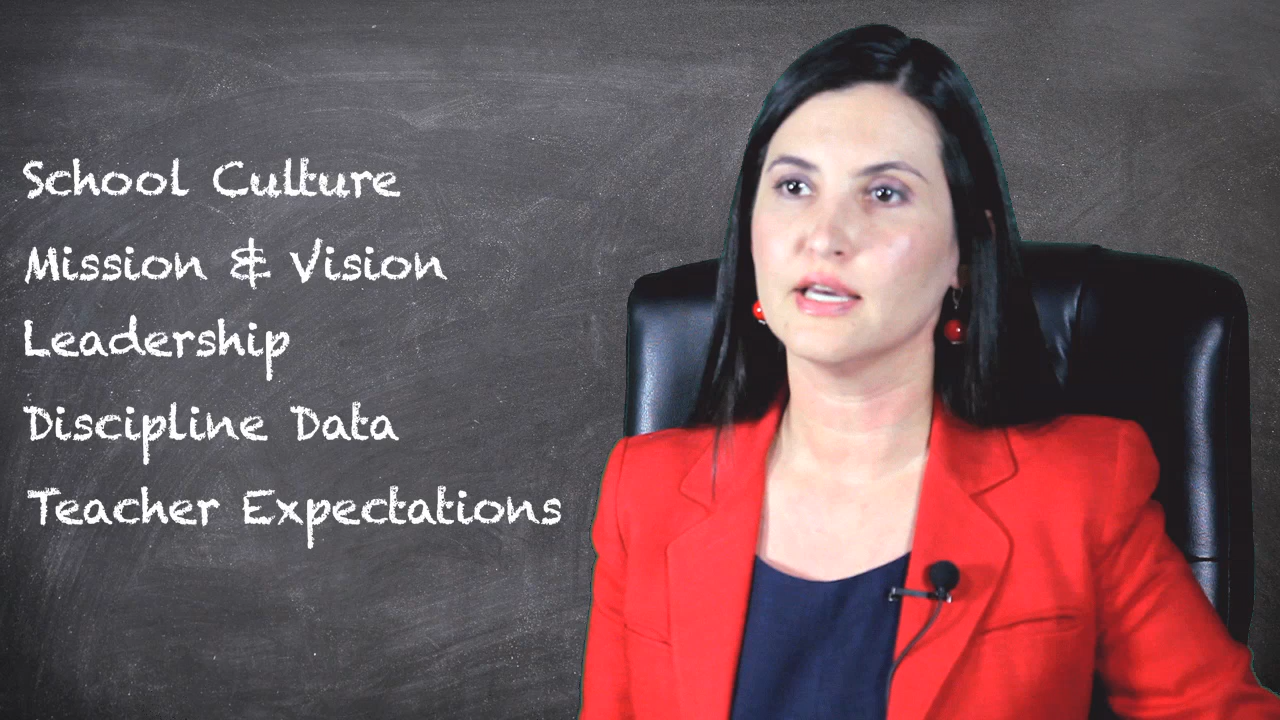 School Culture
Mission & Vision
Leadership
Discipline Data
Teacher Expectations